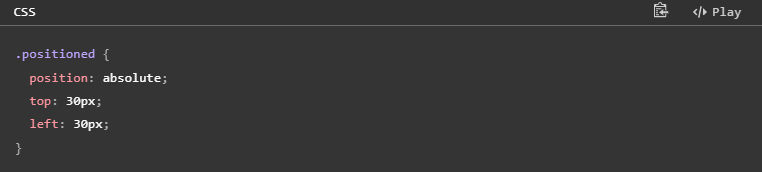 CSS
</> Play
.positioned {
  position: absolute;
  top: 30px;
  left: 30px;
}